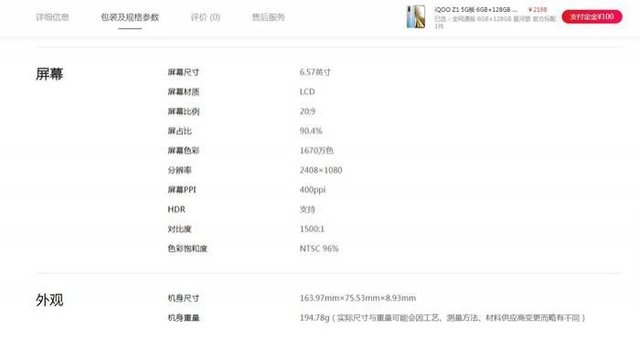 详细信息 包装及规格参数 评价 (0) 售后服务
iQOO Z1 5G版 6GB+128GB ... ￥2198
已选：全网通版 6GB+128GB 星河银 官方标配
1件
支付定金¥100
屏幕
屏幕尺寸 6.57英寸
屏幕材质 LCD
屏幕比例 20:9
屏占比 90.4%
屏幕色彩 1670万色
分辨率 2408×1080
屏幕PPI 400ppi
HDR 支持
对比度 1500:1
色彩饱和度 NTSC 96%
外观
机身尺寸 163.97mm×75.53mm×8.93mm
机身重量 194.78g（实际尺寸与重量可能会因工艺、测量方法、材料供应商变更而略有不同）